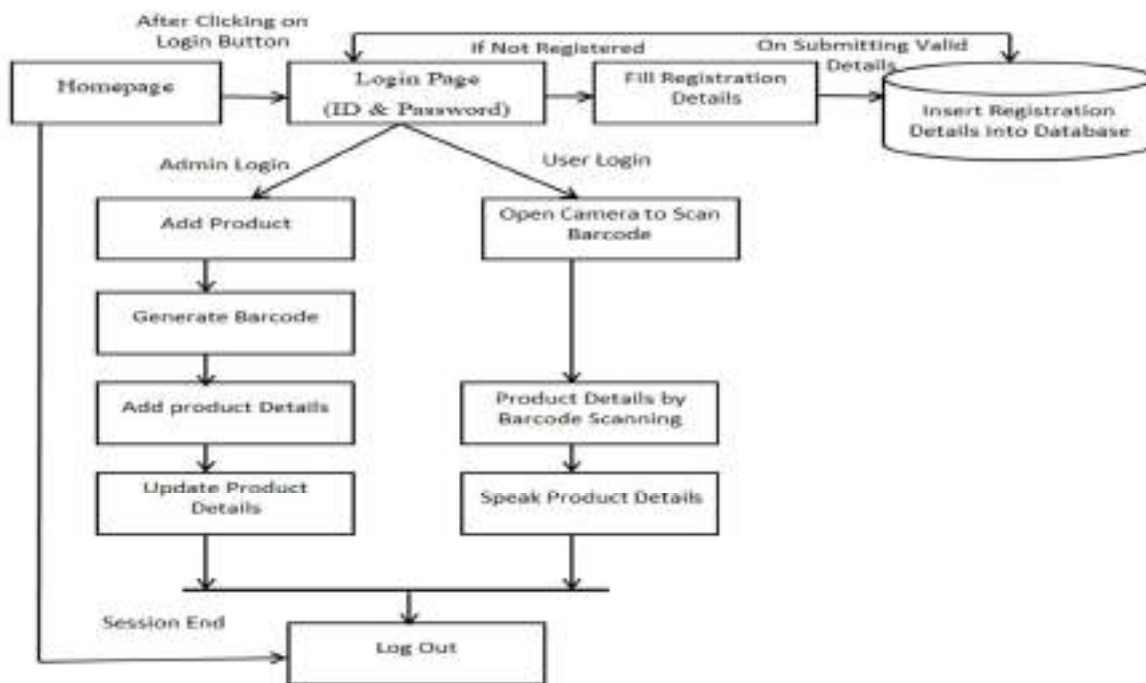 After Clicking on
Login Button
If Not Registered
On Submitting Valid
Details
Homepage
Login Page
(ID & Password)
Fill Registration
Details
Insert Registration
Details Into Database
Admin Login
User Login
Add Product
Open Camera to Scan
Barcode
Generate Barcode
Add product Details
Product Details by
Barcode Scanning
Update Product
Details
Speak Product Details
Session End
Log Out